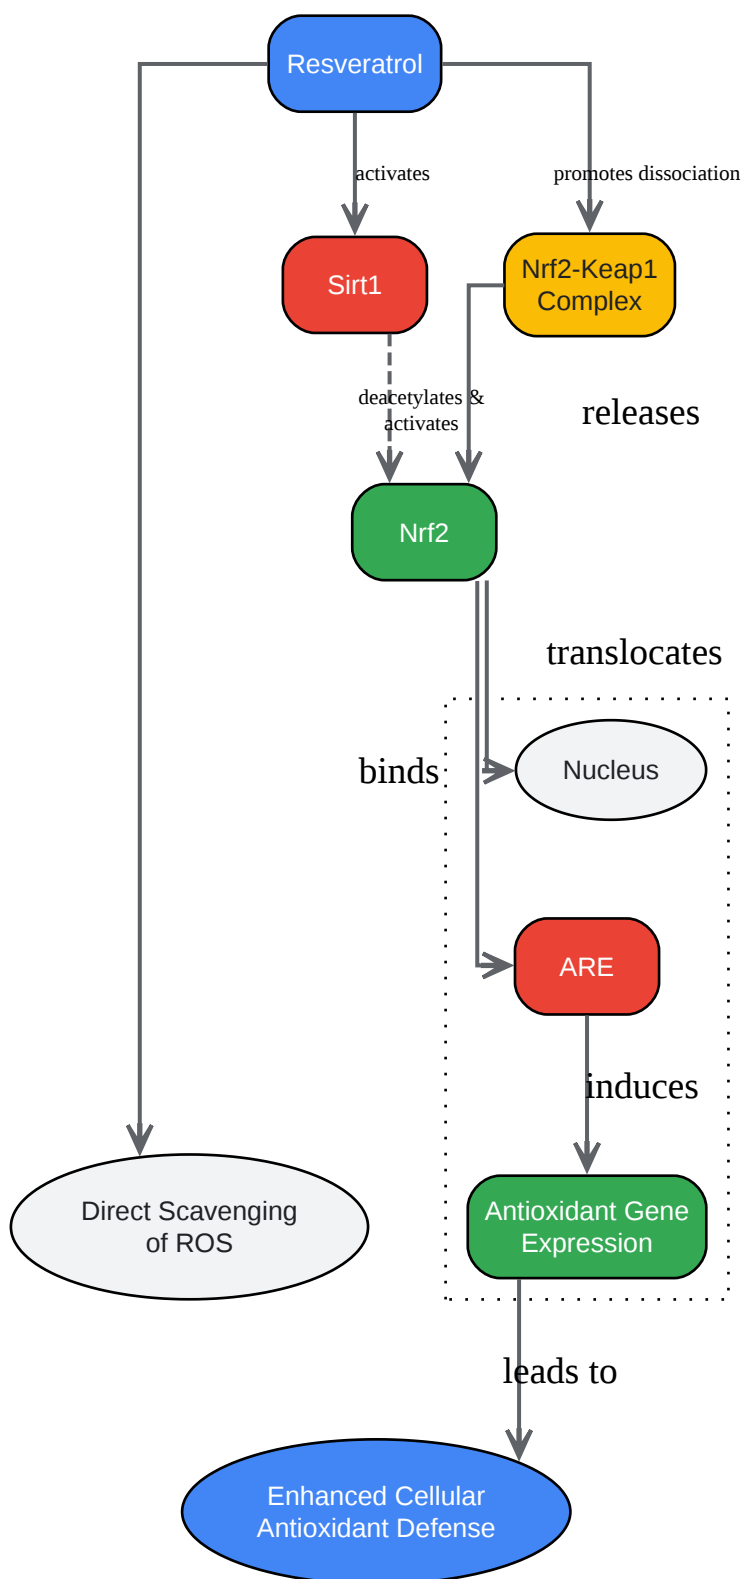 Resveratrol
activates
promotes dissociation
Sirt1
Nrf2-Keap1
Complex
deacetylates &
activates
releases
Nrf2
translocates
binds
Nucleus
ARE
induces
Direct Scavenging
of ROS
Antioxidant Gene
Expression
leads to
Enhanced Cellular
Antioxidant Defense